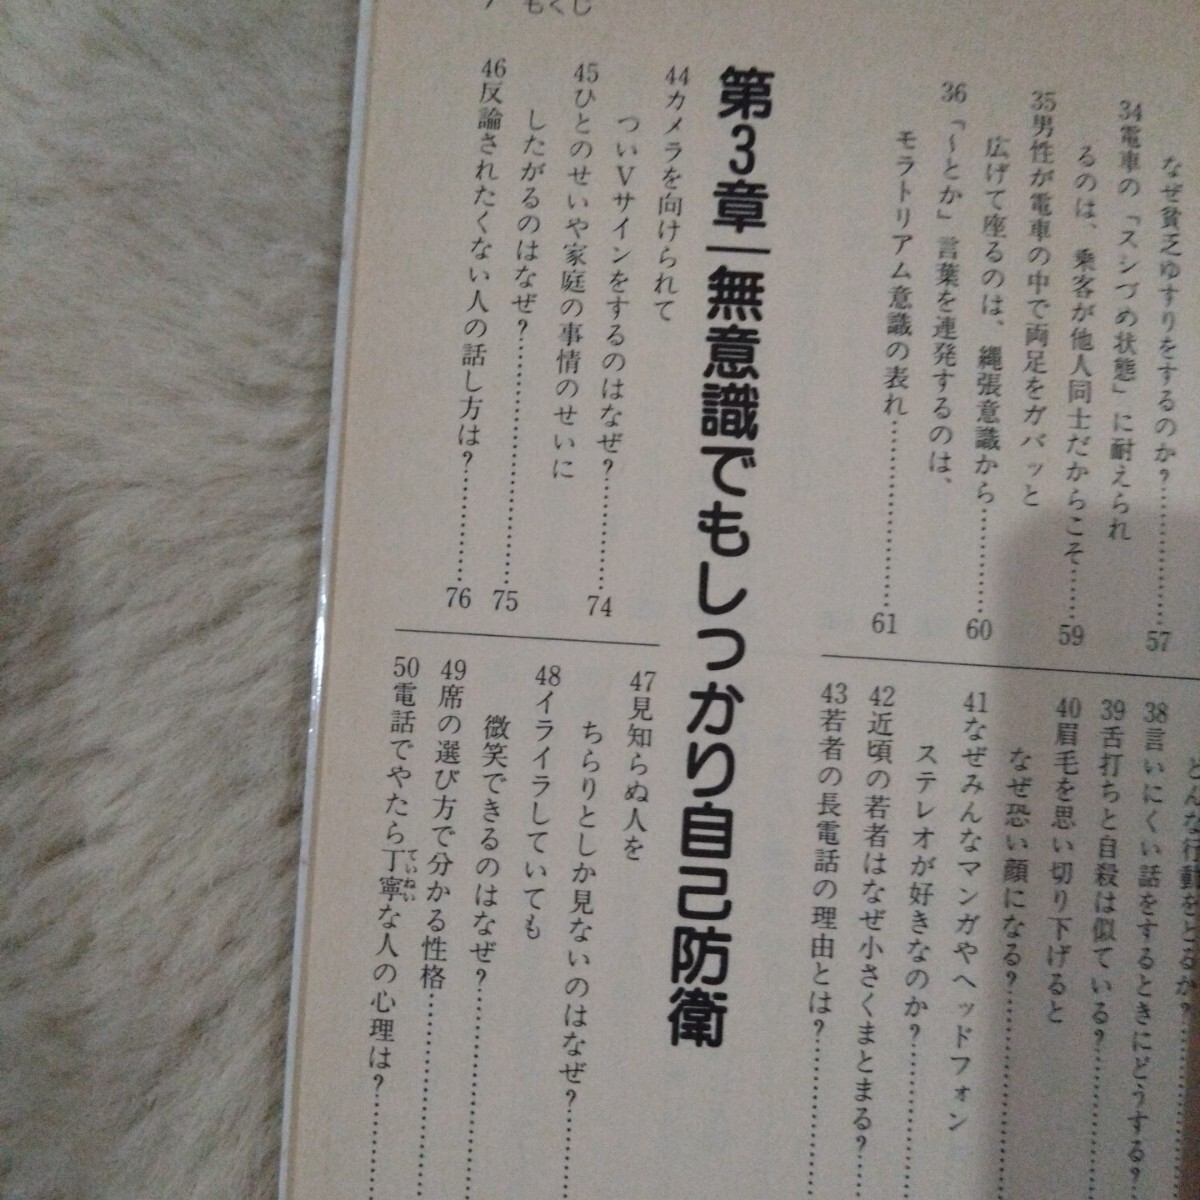 もくじ
なぜ貧乏ゆすりをするのか?…………57
34電車の「スシづめ状態」に耐えられ
るのは、乗客が他人同士だからこそ……59
35男性が電車の中で両足をガバッと
広げて座るのは、縄張意識から…………60
36「〜とか」言葉を連発するのは、
モラトリアム意識の表れ…………………61
どんな行動をとるか?…………
38言いにくい話をするときにどうする?
39舌打ちと自殺は似ている?…………
40眉毛を思い切り下げると
なぜ恐い顔になる?…………
41なぜみんなマンガやヘッドフォン
ステレオが好きなのか?…………
42近頃の若者はなぜ小さくまとまる?…
43若者の長電話の理由とは?…………
第3章―無意識でもしっかり自己防衛
44カメラを向けられて
ついVサインをするのはなぜ?…………74
45ひとのせいや家庭の事情のせいに
したがるのはなぜ?…………………75
46反論されたくない人の話し方は?…………76
47見知らぬ人を
ちらりとしか見ないのはなぜ?………
48イライラしていても
微笑できるのはなぜ?…………
49席の選び方で分かる性格…………
50電話でやたら丁寧な人の心理は?………
ていねい